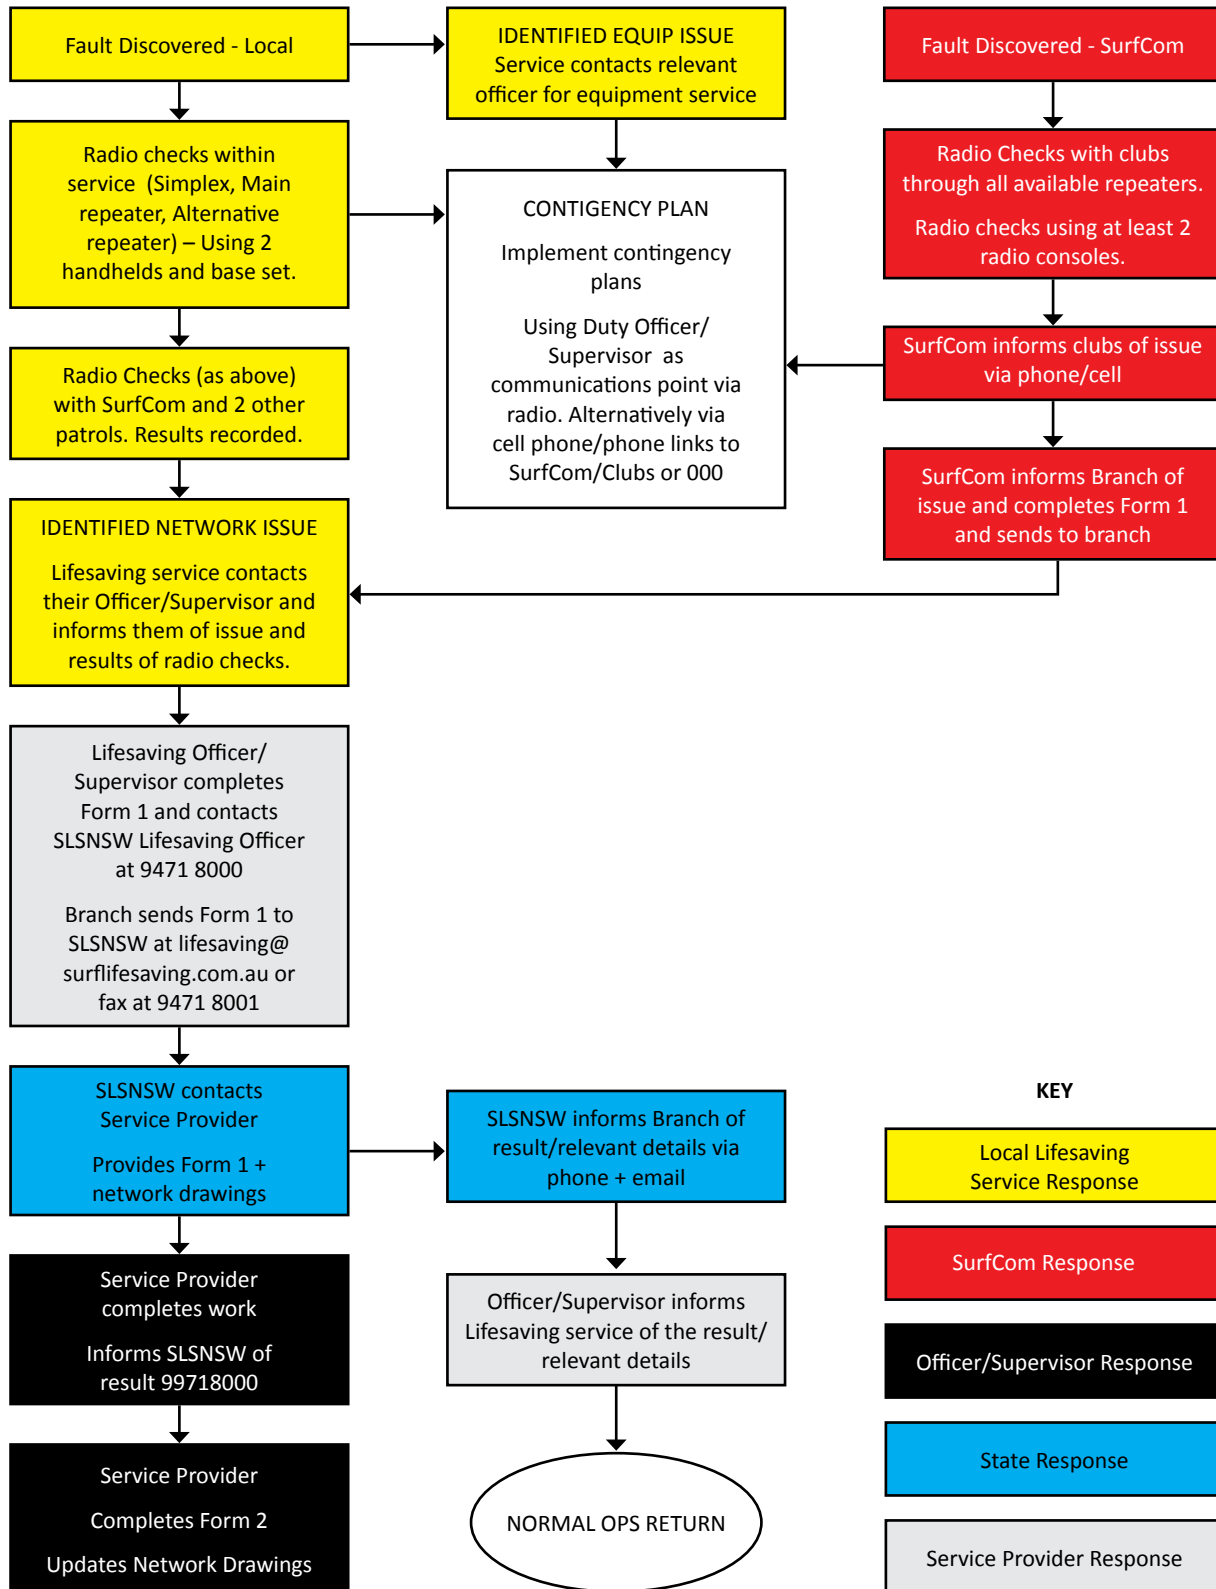 Fault Discovered - Local
IDENTIFIED EQUIP ISSUE
Service contacts relevant
officer for equipment service
Fault Discovered - SurfCom
Radio checks within
service (Simplex, Main
repeater, Alternative
repeater) – Using 2
handhelds and base set.
CONTIGENCY PLAN
Implement contingency
plans
Using Duty Officer/
Supervisor as
communications point via
radio. Alternatively via
cell phone/phone links to
SurfCom/Clubs or 000
Radio Checks with clubs
through all available repeaters.
Radio checks using at least 2
radio consoles.
SurfCom informs clubs of issue
via phone/cell
Radio Checks (as above)
with SurfCom and 2 other
patrols. Results recorded.
SurfCom informs Branch of
issue and completes Form 1
and sends to branch
IDENTIFIED NETWORK ISSUE
Lifesaving service contacts
their Officer/Supervisor and
informs them of issue and
results of radio checks.
Lifesaving Officer/
Supervisor completes
Form 1 and contacts
SLSNSW Lifesaving Officer
at 9471 8000
Branch sends Form 1 to
SLSNSW at lifesaving@
surflifesaving.com.au or
fax at 9471 8001
SLSNSW contacts
Service Provider
Provides Form 1 +
network drawings
SLSNSW informs Branch of
result/relevant details via
phone + email
Service Provider
completes work
Informs SLSNSW of
result 99718000
Officer/Supervisor informs
Lifesaving service of the result/
relevant details
Service Provider
Completes Form 2
Updates Network Drawings
NORMAL OPS RETURN
KEY
Local Lifesaving
Service Response
SurfCom Response
Officer/Supervisor Response
State Response
Service Provider Response